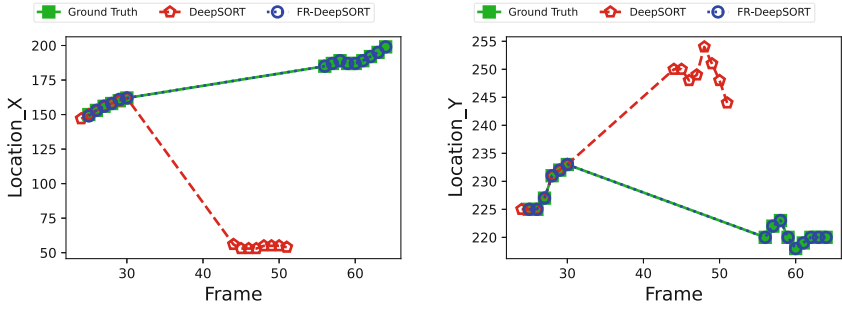 Ground Truth DeepSORT FR-DeepSORT
200
175
150
125
100
75
50
Location_X
30 40 50 60
Frame
Ground Truth DeepSORT FR-DeepSORT
255
250
245
240
235
230
225
220
Location_Y
30 40 50 60
Frame